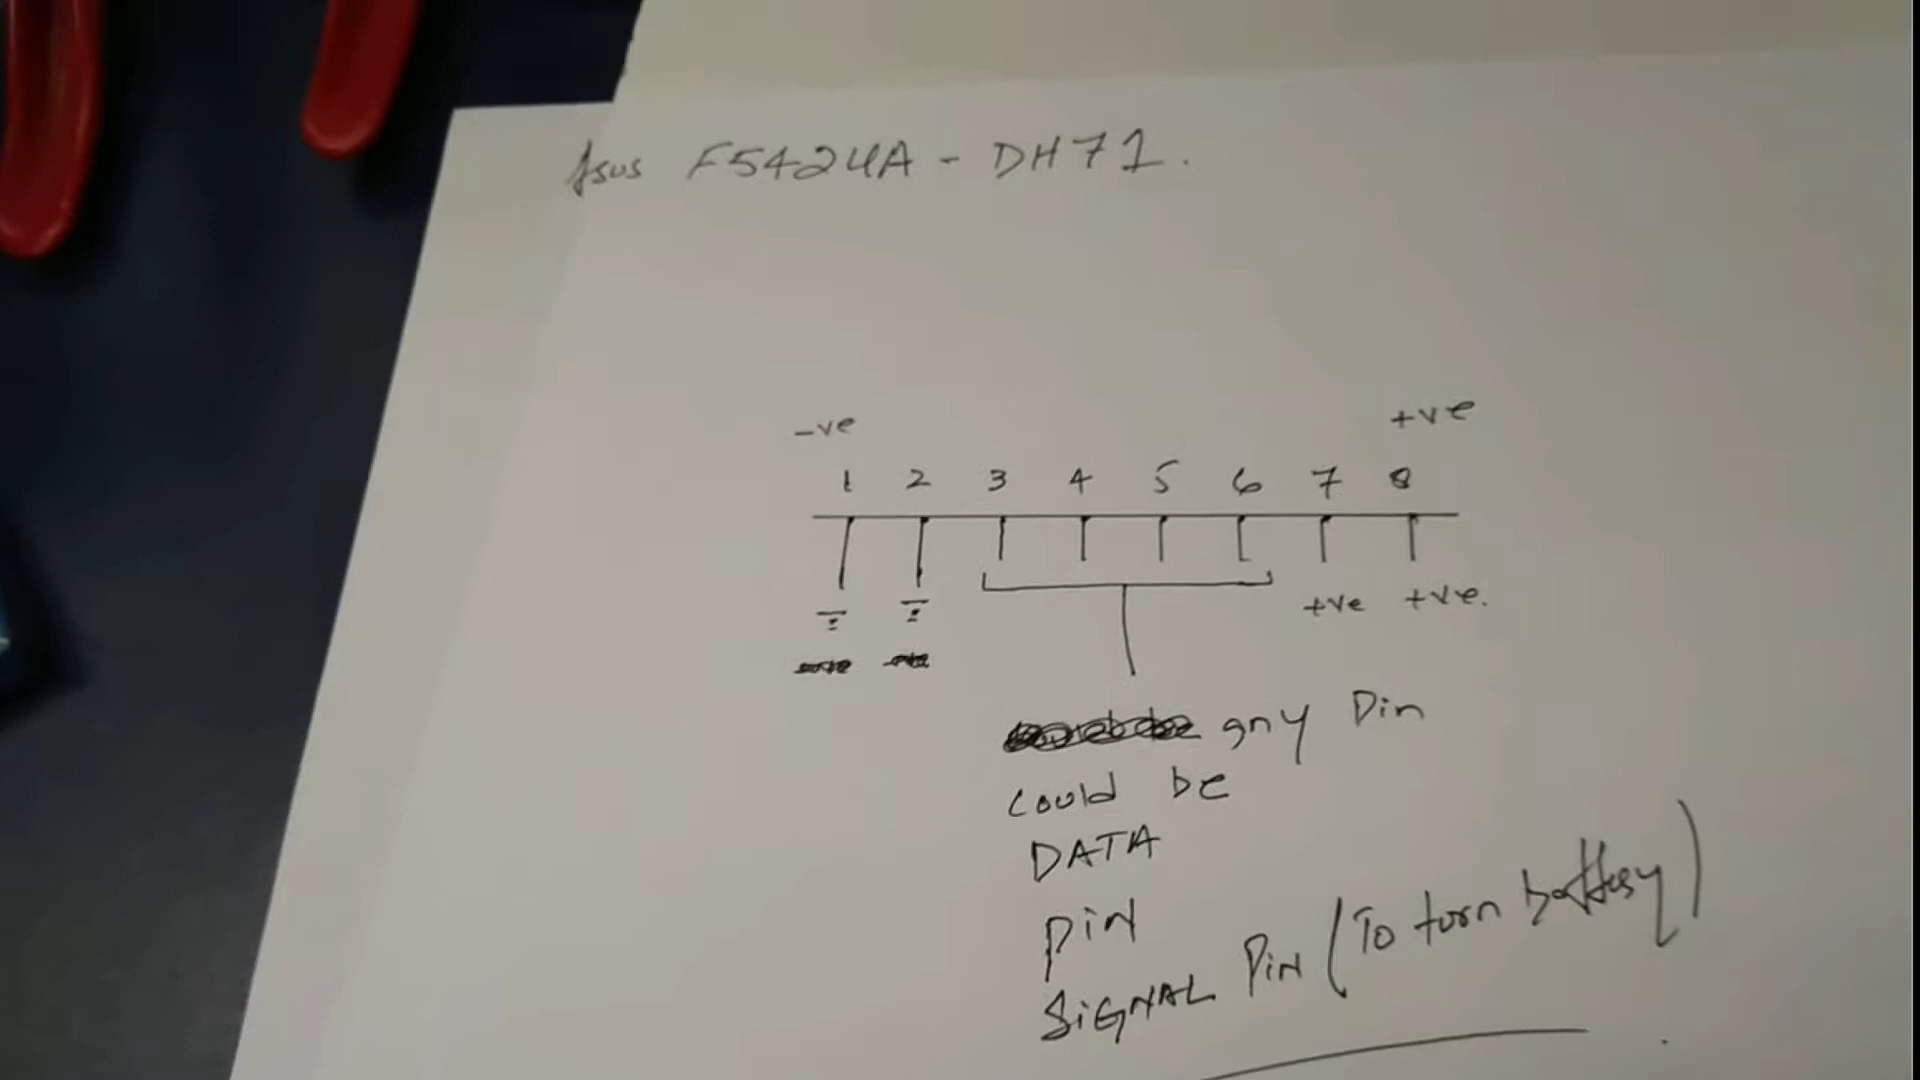 Asus F542UA - DH71.
-ve +ve
1 2 3 4 5 6 7 8
+ve +ve.
any Pin
could be
DATA
PIN
SIGNAL PIN (To turn battery)